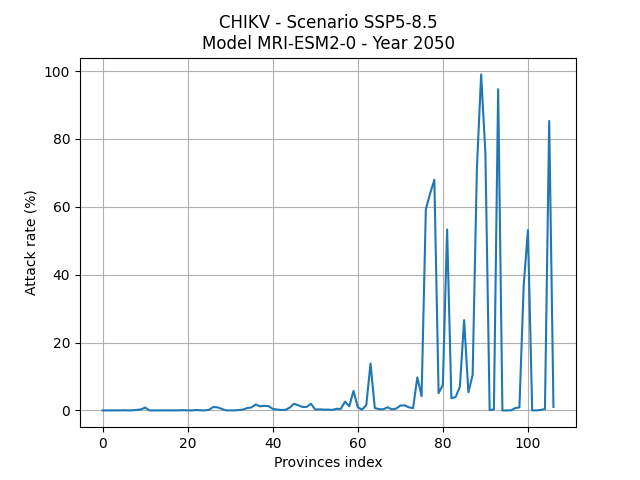 CHIKV - Scenario SSP5-8.5
Model MRI-ESM2-0 - Year 2050
100
80
60
40
20
0
Attack rate (%)
0 20 40 60 80 100
Provinces index